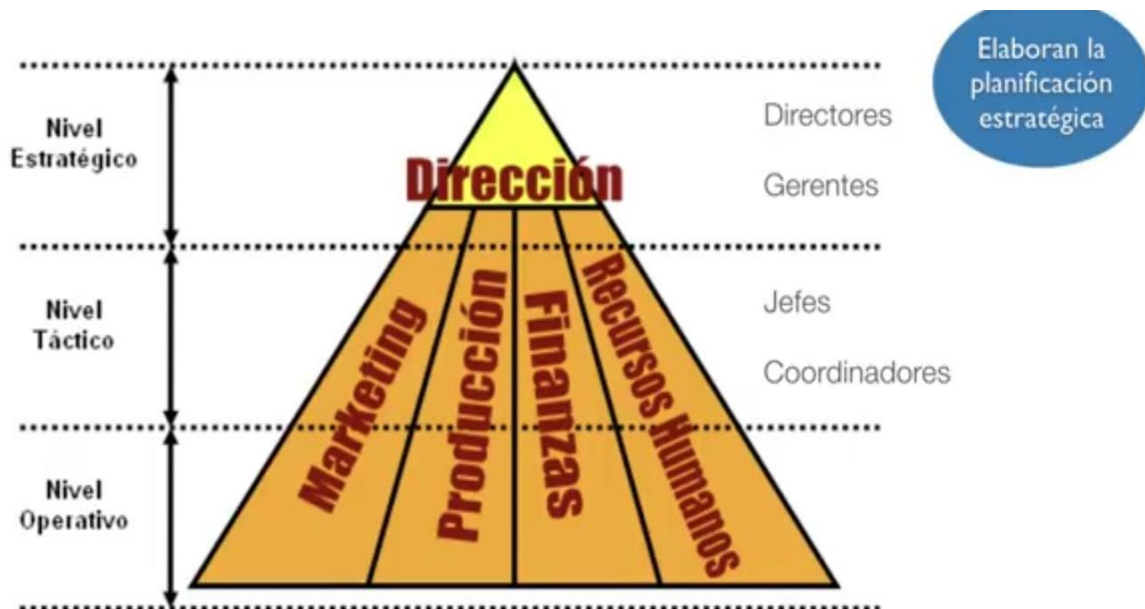 Elaboran la
planificación
estratégica
Nivel
Estratégico
Dirección
Directores
Gerentes
Nivel
Táctico
Marketing
Producción
Finanzas
Recursos Humanos
Jefes
Coordinadores
Nivel
Operativo